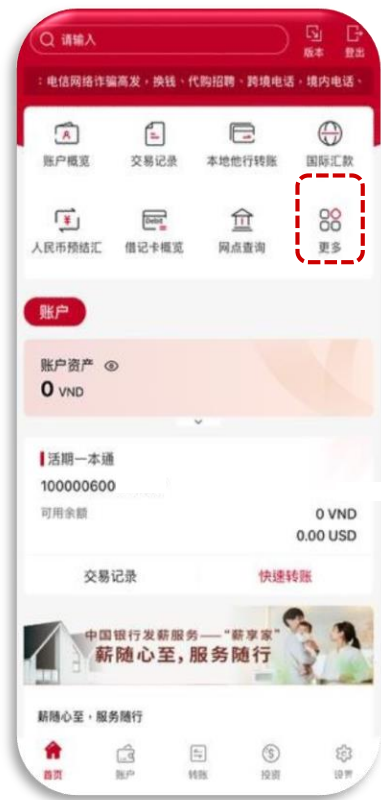 请输入
版本
登出
：电信网络诈骗高发，换钱、代购招聘、跨境电话，境内电话、
账户概览
交易记录
本地他行转账
国际汇款
人民币预结汇
Debit
借记卡概览
网点查询
更多
账户
账户资产
0 VND
活期一本通
100000600
可用余额
0 VND
0.00 USD
交易记录
快速转账
中国银行发薪服务——“薪享家”
薪随心至，服务随行
薪随心至，服务随行
首页
账户
转账
投资
设置